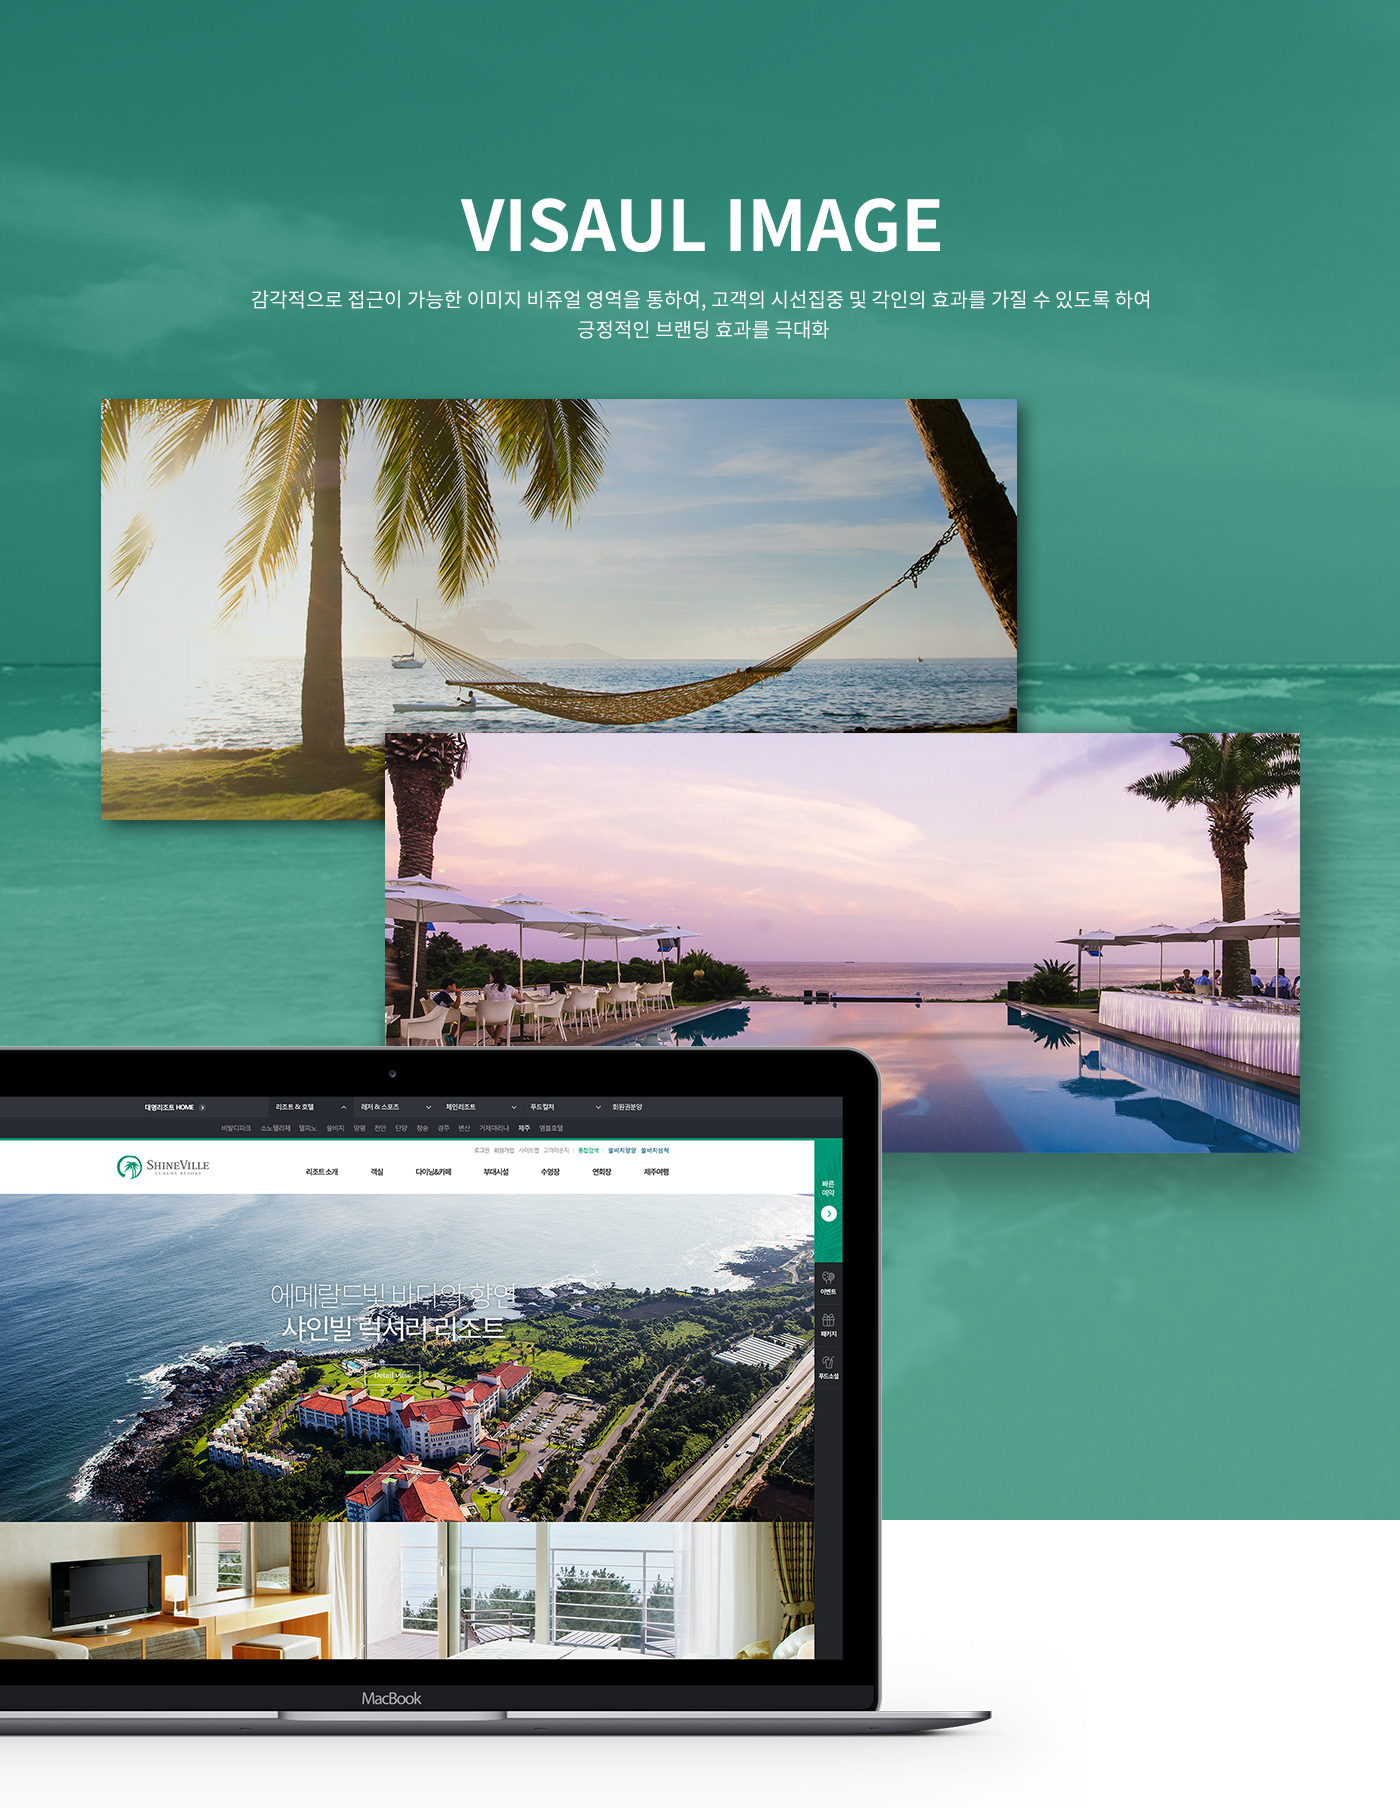 VISAUL IMAGE
감각적으로 접근이 가능한 이미지 비쥬얼 영역을 통하여, 고객의 시선집중 및 각인의 효과를 가질 수 있도록 하여
긍정적인 브랜딩 효과를 극대화
대명리조트 HOME 리조트 & 호텔 레저 & 스포츠 체인리조트 푸드컬처 회원권분양
비발디파크 소노펠리체 델피노 쏠비치 양평 천안 단양 청송 경주 변산 거제마리나 제주 엠블호텔
로그인 회원가입 사이트맵 고객라운지 통합검색 쏠비치양양 쏠비치삼척
SHINEVILLE
LUXURY RESORT
리조트 소개 객실 다이닝&카페 부대시설 수영장 연회장 제주여행
빠른
예약
에메랄드빛 바다의 향연
샤인빌 럭셔리 리조트
Detail view
이벤트
패키지
푸드소셜
MacBook